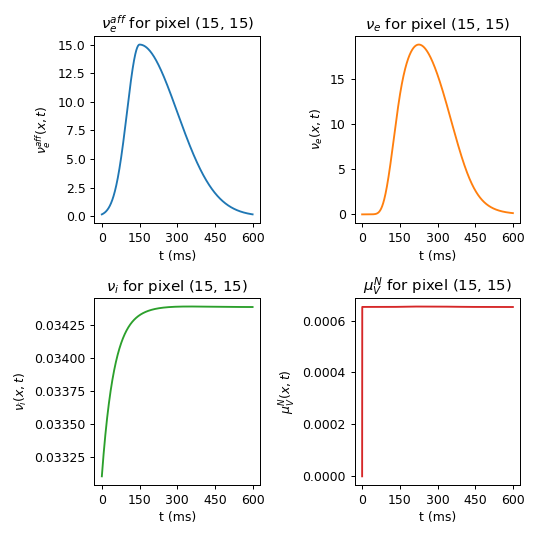 ν_e^{aff} for pixel (15, 15)
ν_e^{aff}(x, t)
15.0
12.5
10.0
7.5
5.0
2.5
0.0
0 150 300 450 600
t (ms)
ν_e for pixel (15, 15)
ν_e(x, t)
15
10
5
0
0 150 300 450 600
t (ms)
ν_i for pixel (15, 15)
ν_i(x, t)
0.03425
0.03400
0.03375
0.03350
0.03325
0 150 300 450 600
t (ms)
μ_V^N for pixel (15, 15)
μ_V^N(x, t)
0.0006
0.0004
0.0002
0.0000
0 150 300 450 600
t (ms)